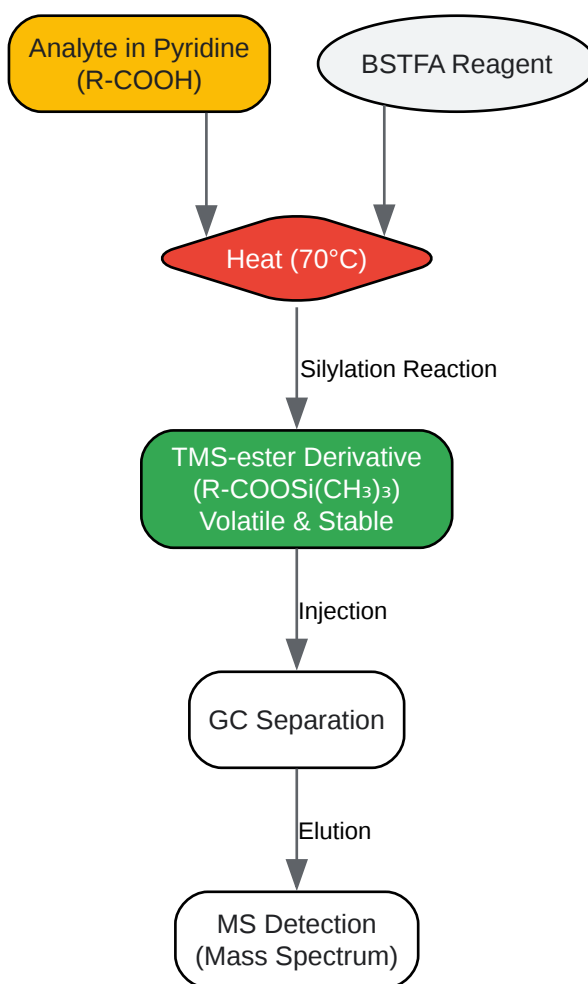 Analyte in Pyridine
(R-COOH)
BSTFA Reagent
Heat (70°C)
Silylation Reaction
TMS-ester Derivative
(R-COOSi(CH₃)₃)
Volatile & Stable
Injection
GC Separation
Elution
MS Detection
(Mass Spectrum)